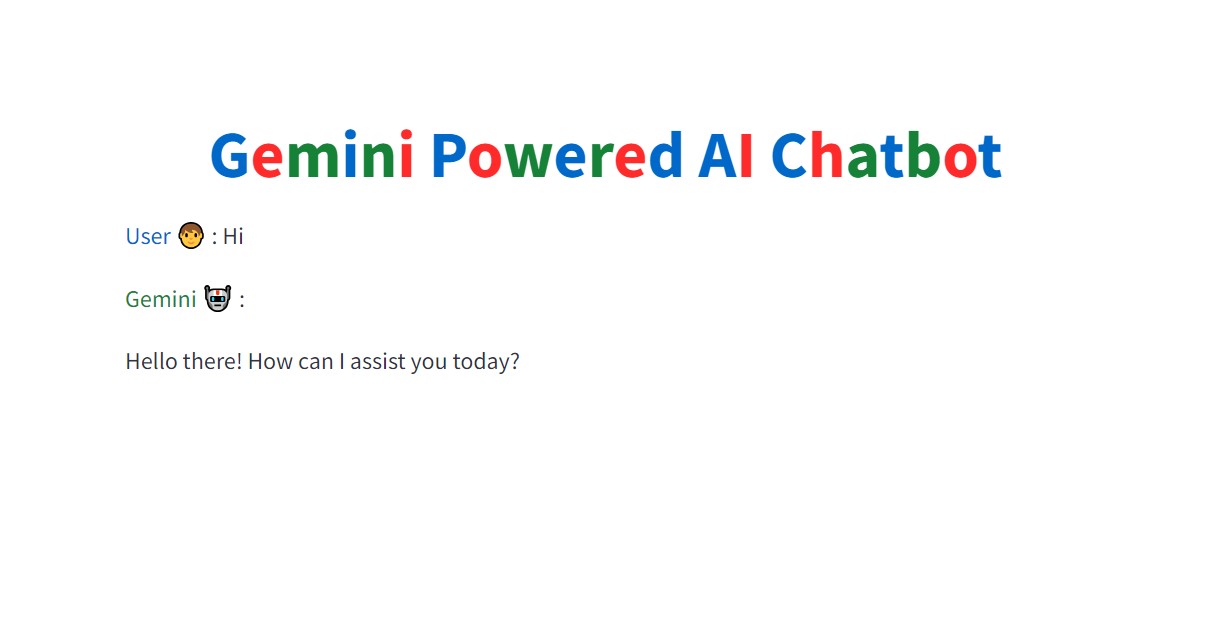 Gemini Powered AI Chatbot
User 👦 : Hi
Gemini 🤖 :
Hello there! How can I assist you today?